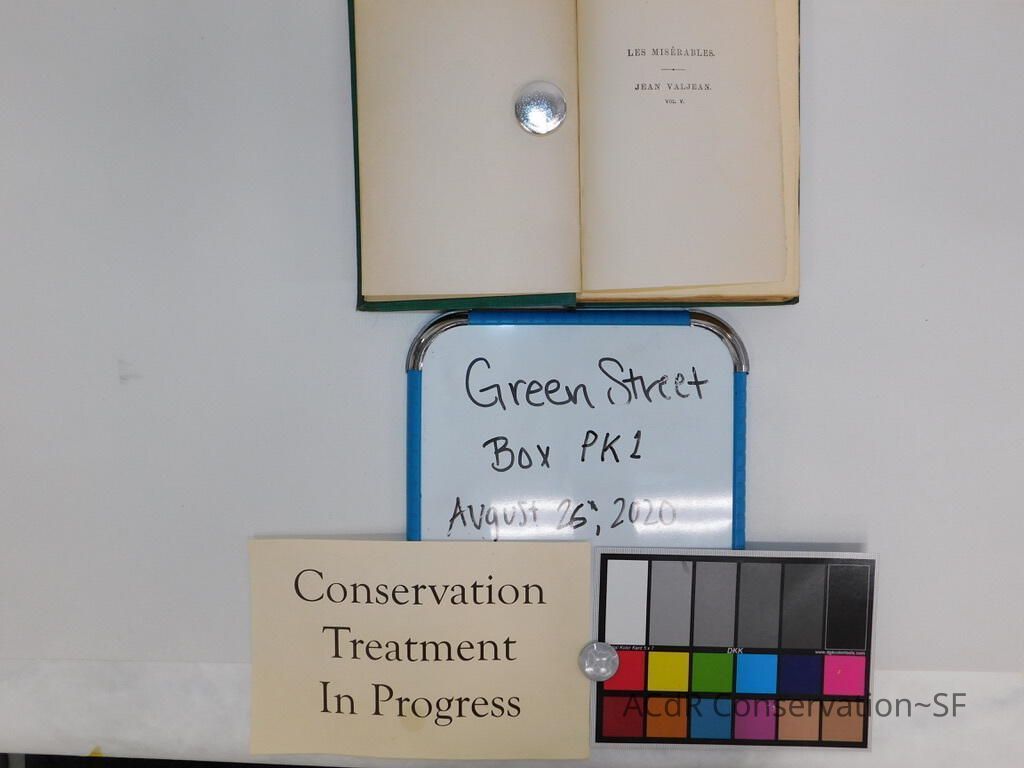 LES MISÉRABLES.
JEAN VALJEAN.
VOL. V.
Green Street
Box PK1
August 26th, 2020
Conservation
Treatment
In Progress
DKK
ACdR Conservation~SF